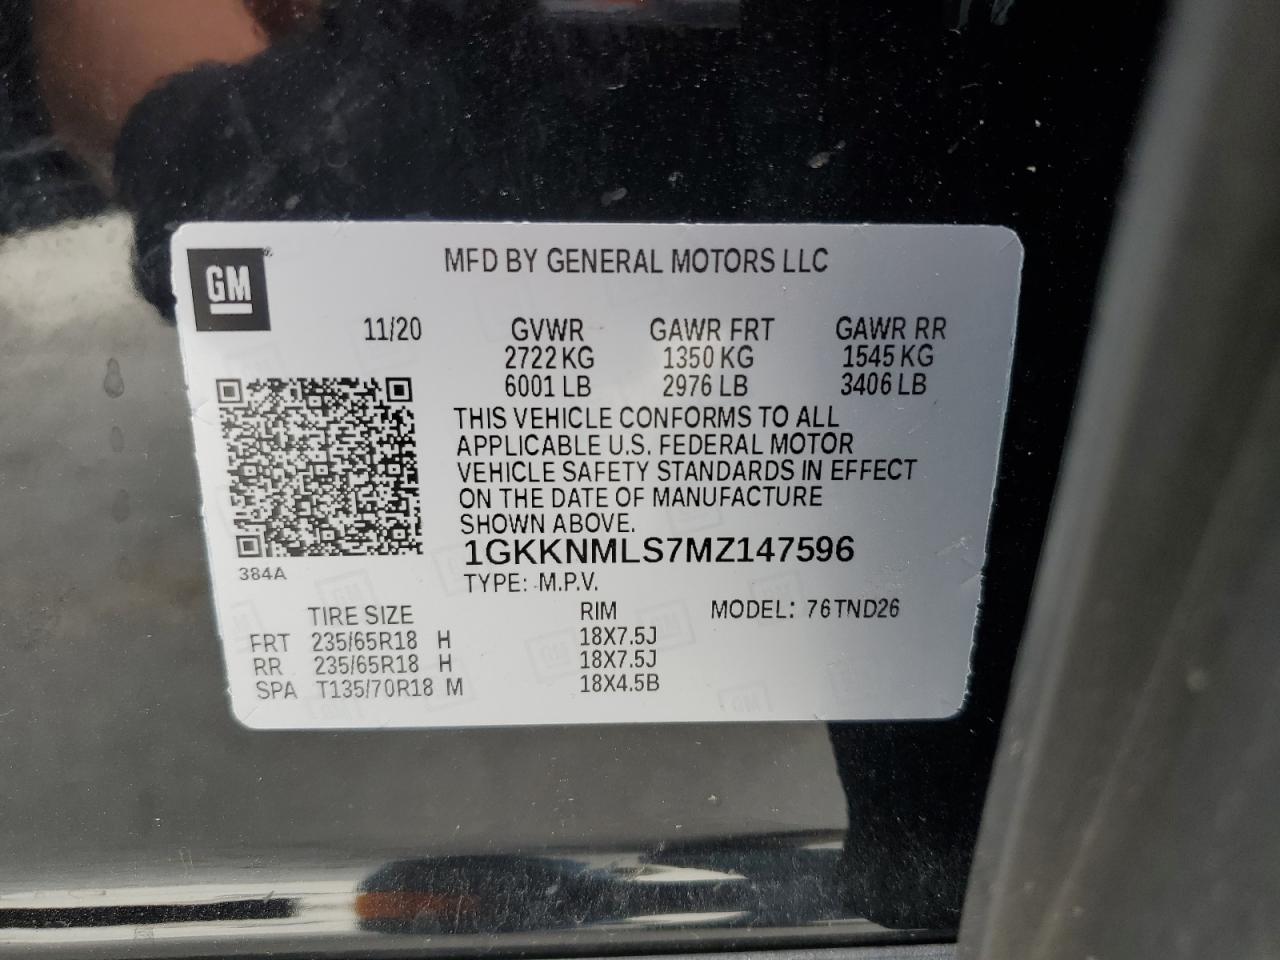 GM
MFD BY GENERAL MOTORS LLC
11/20 GVWR GAWR FRT GAWR RR
2722 KG 1350 KG 1545 KG
6001 LB 2976 LB 3406 LB
THIS VEHICLE CONFORMS TO ALL
APPLICABLE U.S. FEDERAL MOTOR
VEHICLE SAFETY STANDARDS IN EFFECT
ON THE DATE OF MANUFACTURE
SHOWN ABOVE.
1GKKNMLS7MZ147596
384A
TYPE: M.P.V.
TIRE SIZE RIM MODEL: 76TND26
FRT 235/65R18 H 18X7.5J
RR 235/65R18 H 18X7.5J
SPA T135/70R18 M 18X4.5B